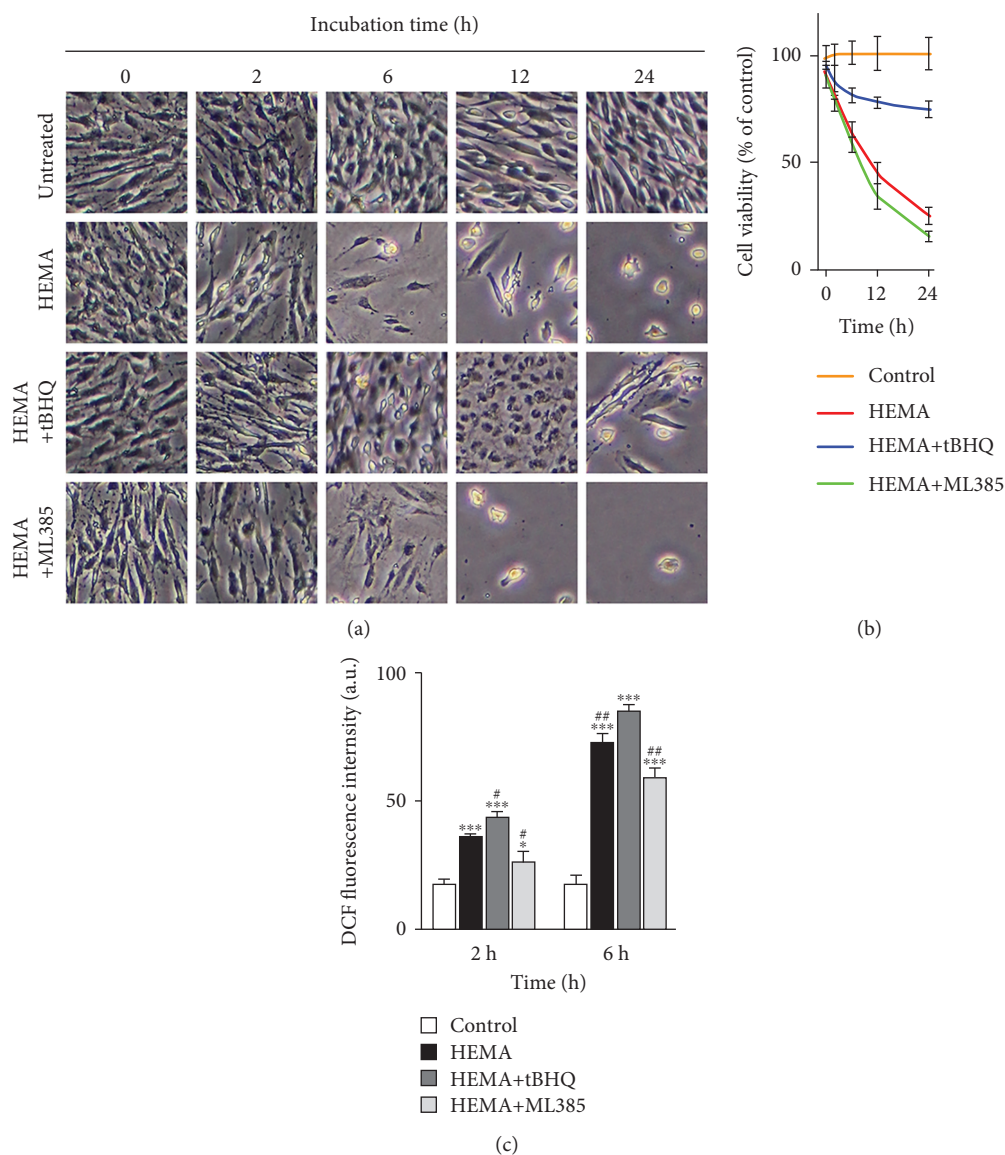 Incubation time (h)
0 2 6 12 24
Untreated
HEMA
HEMA
+tBHQ
HEMA
+ML385
(a)
Cell viability (% of control)
100
50
0
0 12 24
Time (h)
Control
HEMA
HEMA+tBHQ
HEMA+ML385
(b)
DCF fluorescence internsity (a.u.)
100
50
0
***
#
***
#
*
##
***
***
##
***
2 h 6 h
Time (h)
Control
HEMA
HEMA+tBHQ
HEMA+ML385
(c)